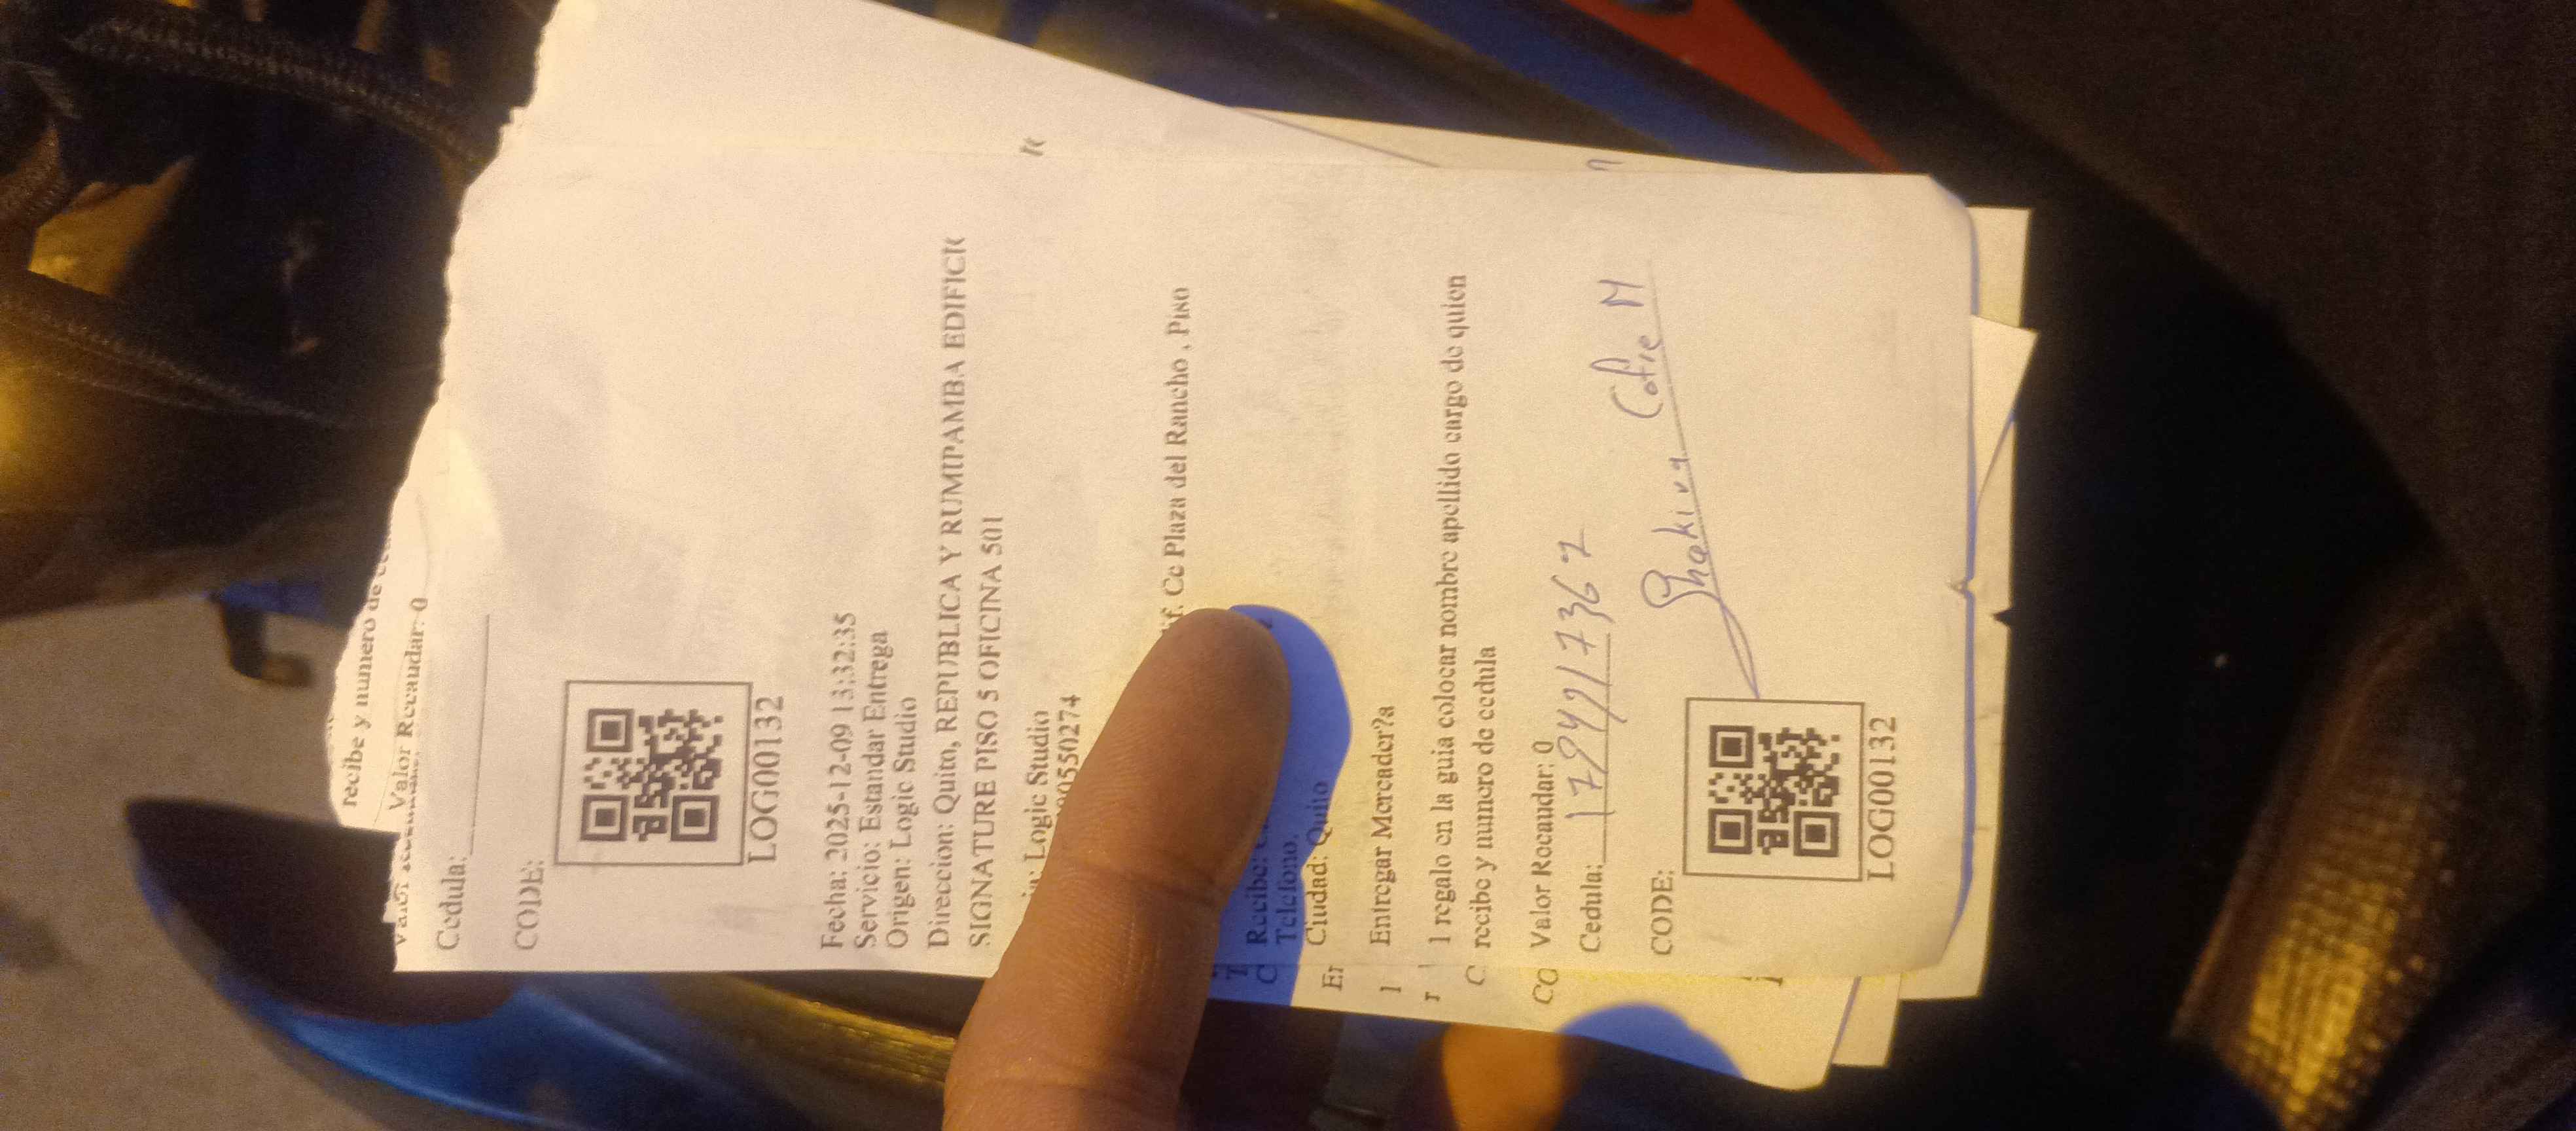 recibe y numero de
Valor Recaudar: 0
Cedula:
CODE:
LOG00132
Fecha: 2025-12-09 13:32:35
Servicio: Estandar Entrega
Origen: Logic Studio
Direccion: Quito, REPUBLICA Y RUMIPAMBA EDIFICI
SIGNATURE PISO 5 OFICINA 501
Logic Studio
0550274
Cc Plaza del Rancho , Piso
Recibe:
Telefono.
Ciudad: Quito
Entregar Mercader?a
1 regalo en la guia colocar nombre apellido cargo de quien
recibe y numero de cedula
Valor Recaudar: 0
Cedula:
CODE:
LOG00132